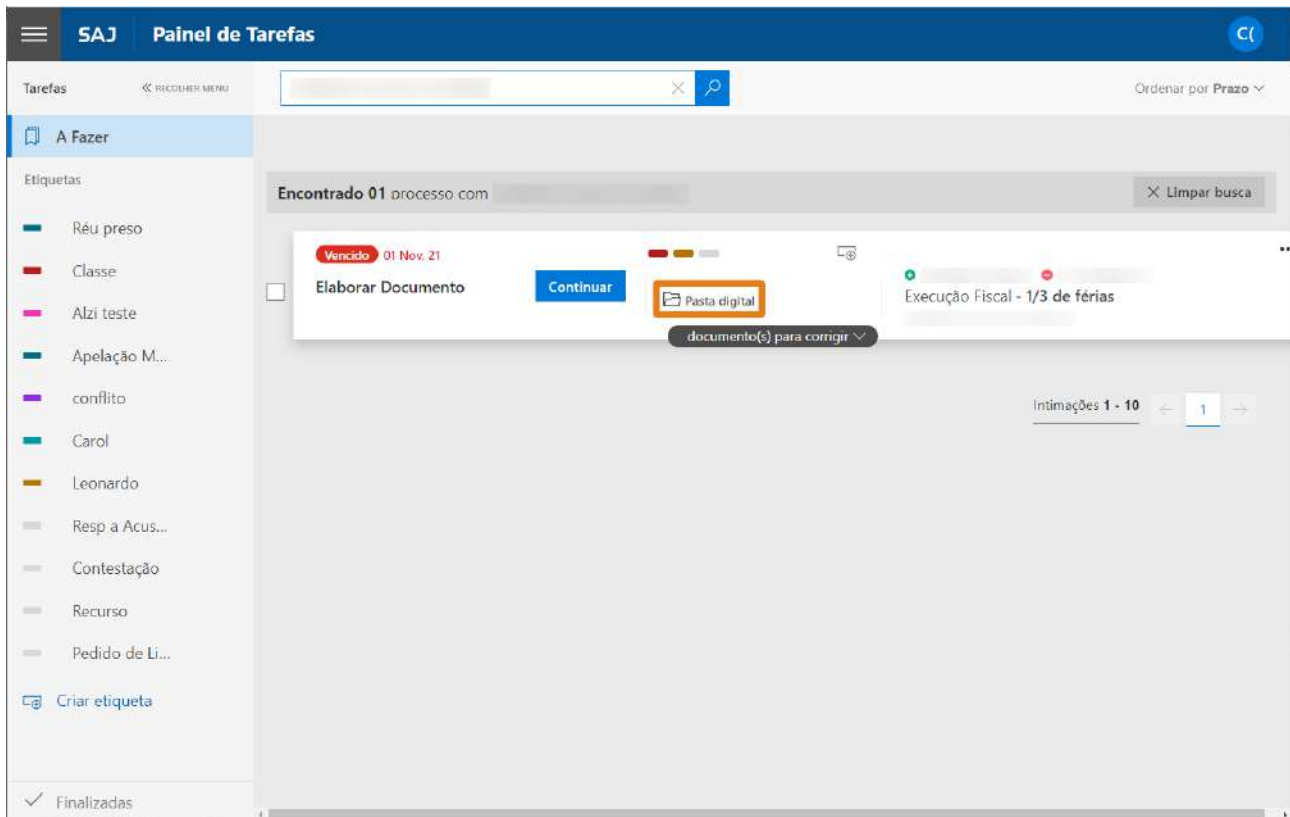 SAJ Painel de Tarefas C(
Tarefas RECOLHER MENU Ordenar por Prazo
A Fazer
Etiquetas
Encontrado 01 processo com Limpar busca
Réu preso
Classe
Alzi teste
Apelação M...
conflito
Carol
Leonardo
Resp a Acus...
Contestação
Recurso
Pedido de Li...
Criar etiqueta
Finalizadas
Vencido 01 Nov. 21
Elaborar Documento Continuar
Pasta digital
documento(s) para corrigir
Execução Fiscal - 1/3 de férias
Intimações 1 - 10 1